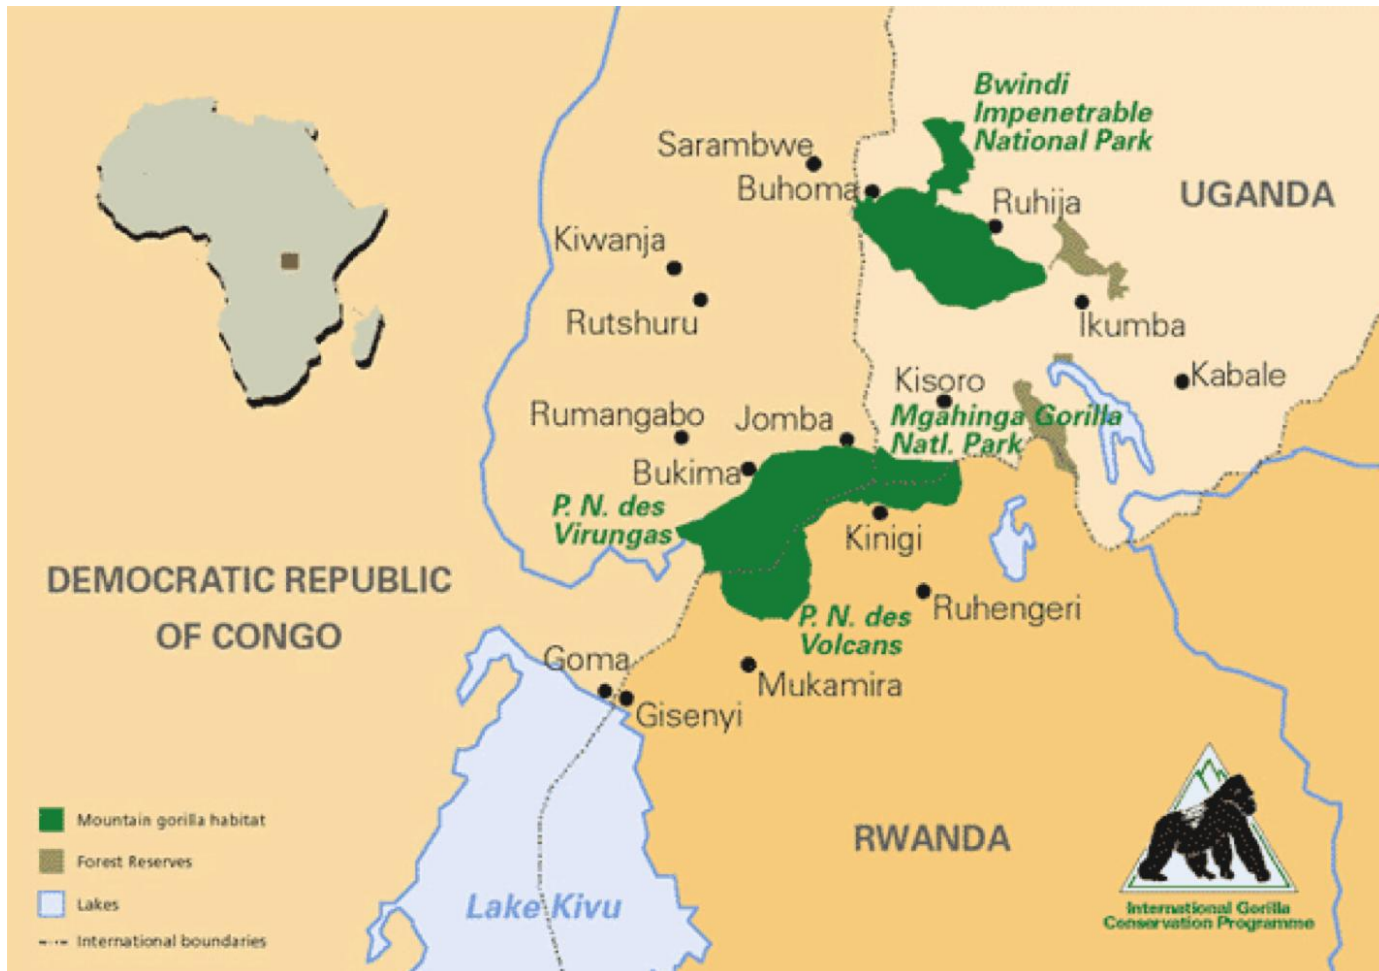 Bwindi
Impenetrable
National Park
Sarambwe
Buhoma
UGANDA
Ruhija
Kiwanja
Rutshuru
Ikumba
Kisoro
Kabale
Mgahinga Gorilla
Natl. Park
Rumangabo
Jomba
Bukima
P. N. des
Virungas
Kinigi
DEMOCRATIC REPUBLIC
OF CONGO
Ruhengeri
P. N. des
Volcans
Goma
Mukamira
Gisenyi
Mountain gorilla habitat
Forest Reserves
Lakes
International boundaries
Lake Kivu
RWANDA
International Gorilla
Conservation Programme